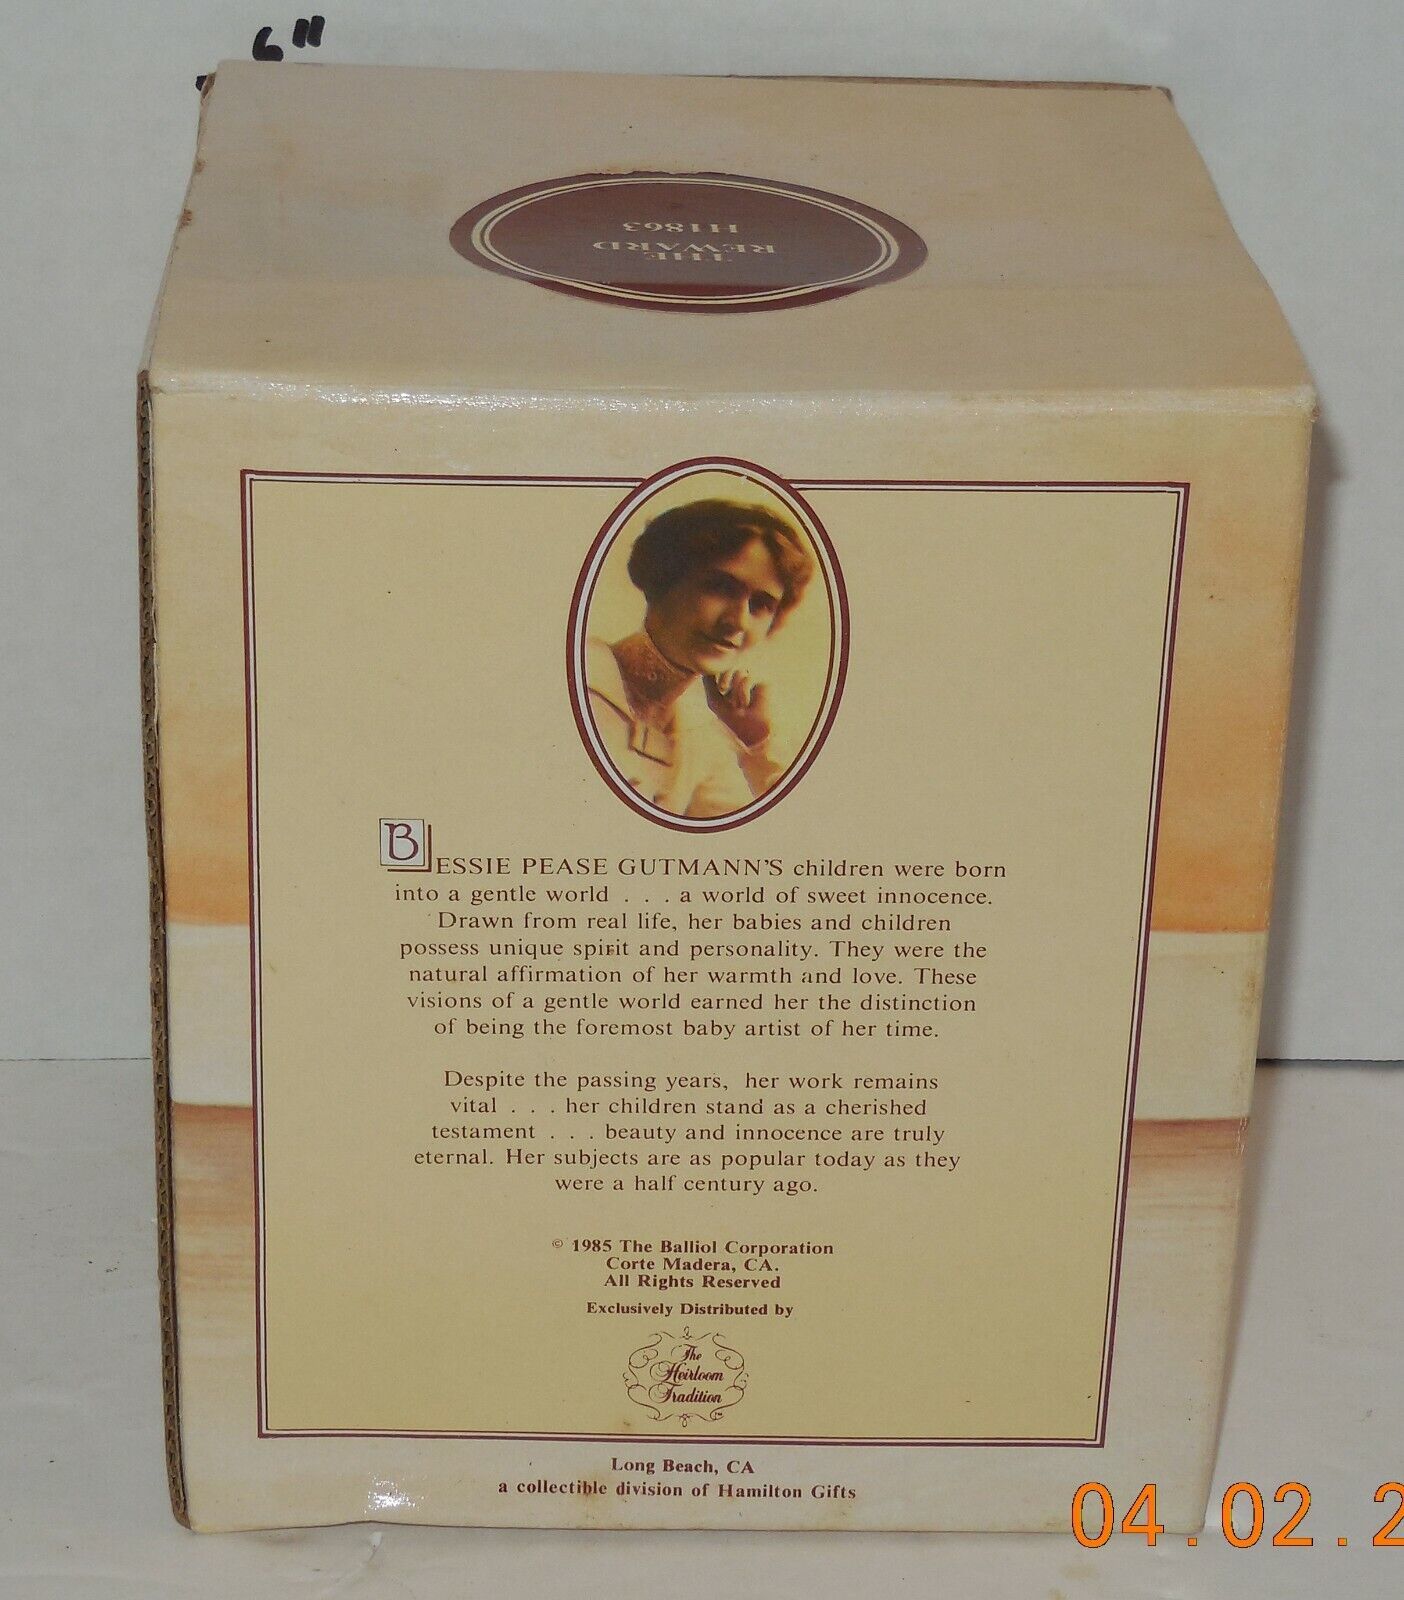 6"
THE
REWARD
H1863
BESSIE PEASE GUTMANN'S children were born
into a gentle world . . . a world of sweet innocence.
Drawn from real life, her babies and children
possess unique spirit and personality. They were the
natural affirmation of her warmth and love. These
visions of a gentle world earned her the distinction
of being the foremost baby artist of her time.
Despite the passing years, her work remains
vital . . . her children stand as a cherished
testament . . . beauty and innocence are truly
eternal. Her subjects are as popular today as they
were a half century ago.
© 1985 The Balliol Corporation
Corte Madera, CA.
All Rights Reserved
Exclusively Distributed by
The
Heirloom
Tradition
™
Long Beach, CA
a collectible division of Hamilton Gifts
04.02.2